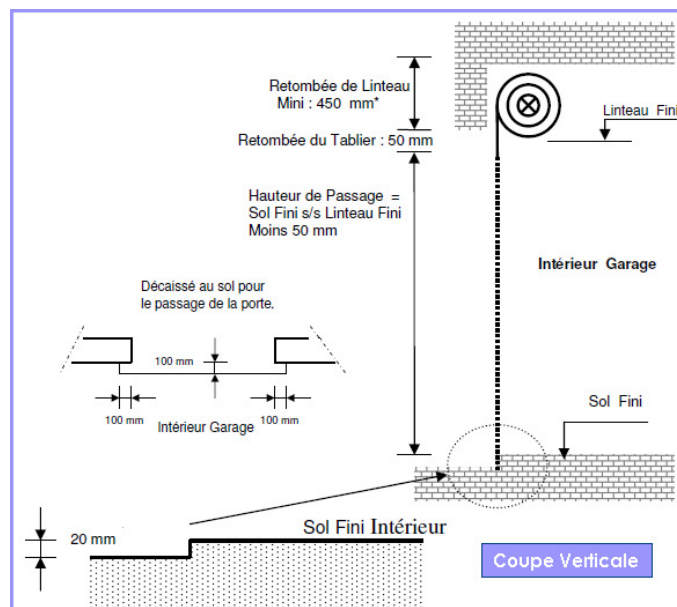 Retombée de Linteau
Mini : 450 mm*
Linteau Fini
Retombée du Tablier : 50 mm
Hauteur de Passage =
Sol Fini s/s Linteau Fini
Moins 50 mm
Intérieur Garage
Décaissé au sol pour
le passage de la porte.
100 mm
100 mm
100 mm
Intérieur Garage
Sol Fini
20 mm
Sol Fini Intérieur
Coupe Verticale